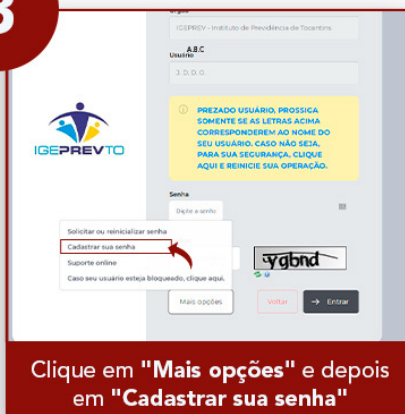 3
Órgão
IGEPREV - Instituto de Previdência de Tocantins
A.B.C
Usuário
J. D. D. O.
PREZADO USUÁRIO, PROSSIGA
SOMENTE SE AS LETRAS ACIMA
CORRESPONDEREM AO NOME DO
SEU USUÁRIO. CASO NÃO SEJA,
PARA SUA SEGURANÇA, CLIQUE
AQUI E REINICIE SUA OPERAÇÃO.
IGEPREVTO
Senha
Digite a senha
Solicitar ou reinicializar senha
Cadastrar sua senha
Suporte online
Caso seu usuário esteja bloqueado, clique aqui.
vgbnd
Mais opções
Voltar
Entrar
Clique em "Mais opções" e depois
em "Cadastrar sua senha"